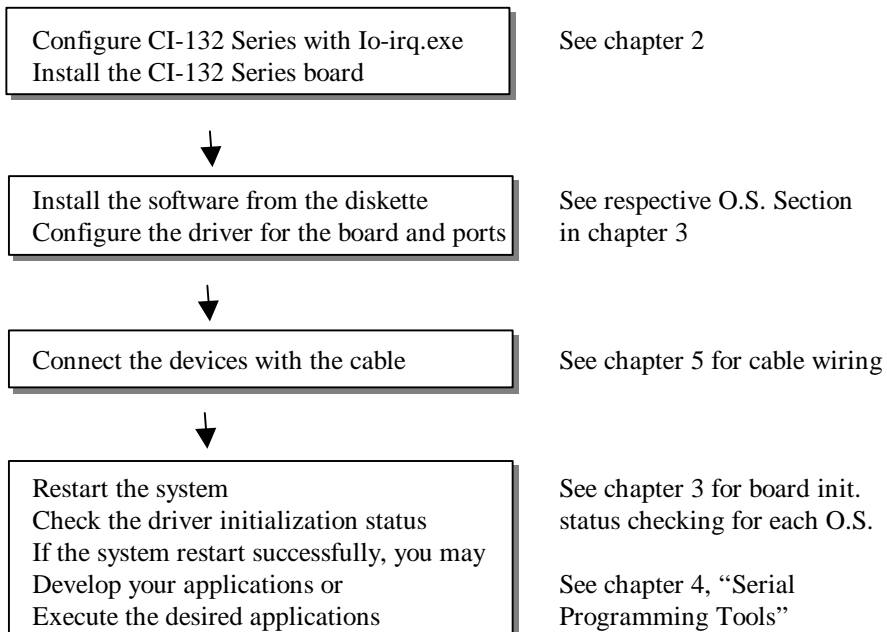 Configure CI-132 Series with Io-irq.exe
Install the CI-132 Series board
See chapter 2
Install the software from the diskette
Configure the driver for the board and ports
See respective O.S. Section
in chapter 3
Connect the devices with the cable
See chapter 5 for cable wiring
Restart the system
Check the driver initialization status
If the system restart successfully, you may
Develop your applications or
Execute the desired applications
See chapter 3 for board init.
status checking for each O.S.
See chapter 4, “Serial
Programming Tools”